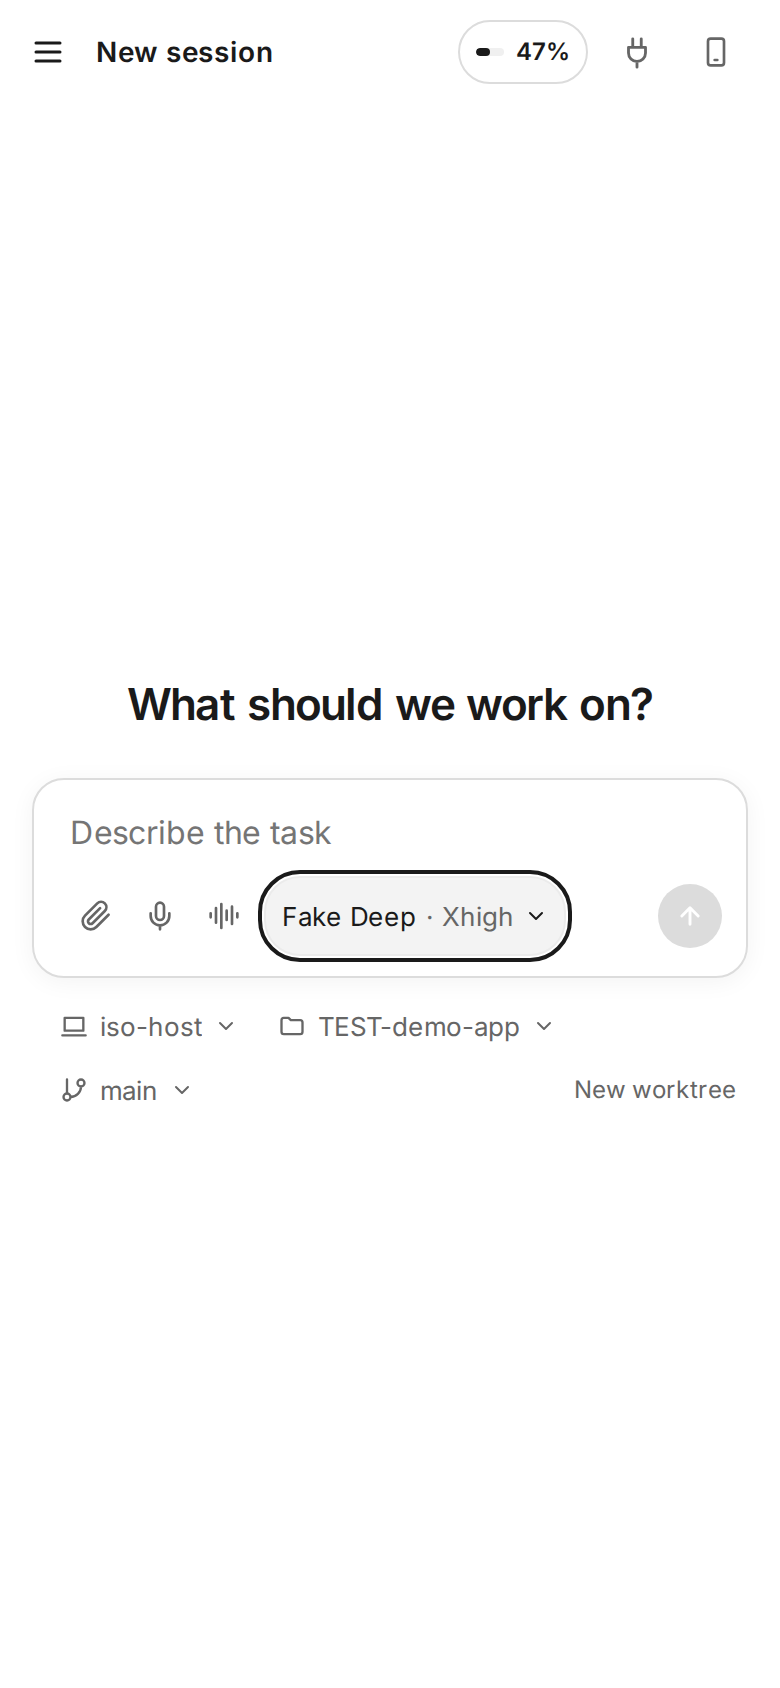 New session
47%
What should we work on?
Describe the task
Fake Deep · Xhigh
iso-host
TEST-demo-app
main
New worktree